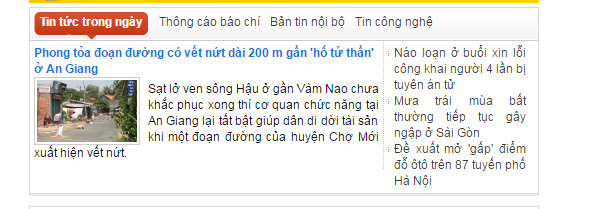 Tin tức trong ngày Thông cáo báo chí Bản tin nội bộ Tin công nghệ
Phong tỏa đoạn đường có vết nứt dài 200 m gần 'hố tử thần'
ở An Giang
Sạt lở ven sông Hậu ở gần Vàm Nao chưa
khắc phục xong thì cơ quan chức năng tại
An Giang lại tất bật giúp dân di dời tài sản
khi một đoạn đường của huyện Chợ Mới
xuất hiện vết nứt.
Náo loạn ở buổi xin lỗi
công khai người 4 lần bị
tuyên án tử
Mưa trái mùa bất
thường tiếp tục gây
ngập ở Sài Gòn
Đề xuất mở 'gấp' điểm
đỗ ôtô trên 87 tuyến phố
Hà Nội